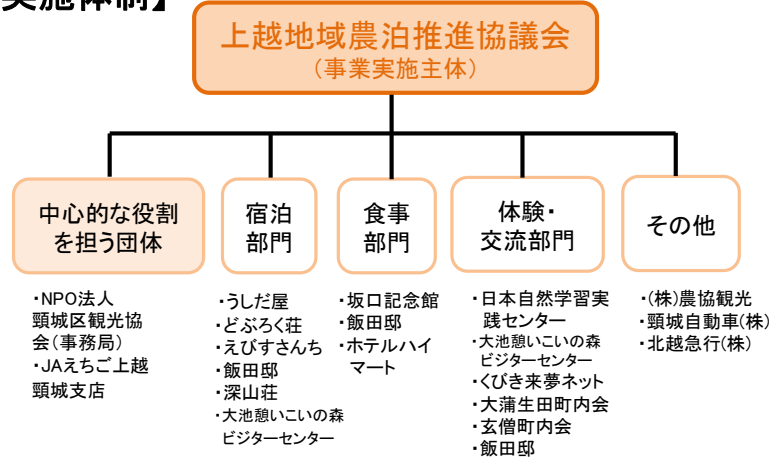 実施体制】
上越地域農泊推進協議会
（事業実施主体）
中心的な役割
を担う団体
・NPO法人
頸城区観光協
会（事務局）
・JAえちご上越
頸城支店
宿泊
部門
・うしだ屋
・どぶろく荘
・えびすさんち
・飯田邸
・深山荘
・大池憩いこいの森
ビジターセンター
食事
部門
・坂口記念館
・飯田邸
・ホテルハイ
マート
体験・
交流部門
・日本自然学習実
践センター
・大池憩いこいの森
ビジターセンター
・くびき来夢ネット
・大蒲生田町内会
・玄僧町内会
・飯田邸
その他
・(株)農協観光
・頸城自動車(株)
・北越急行(株)